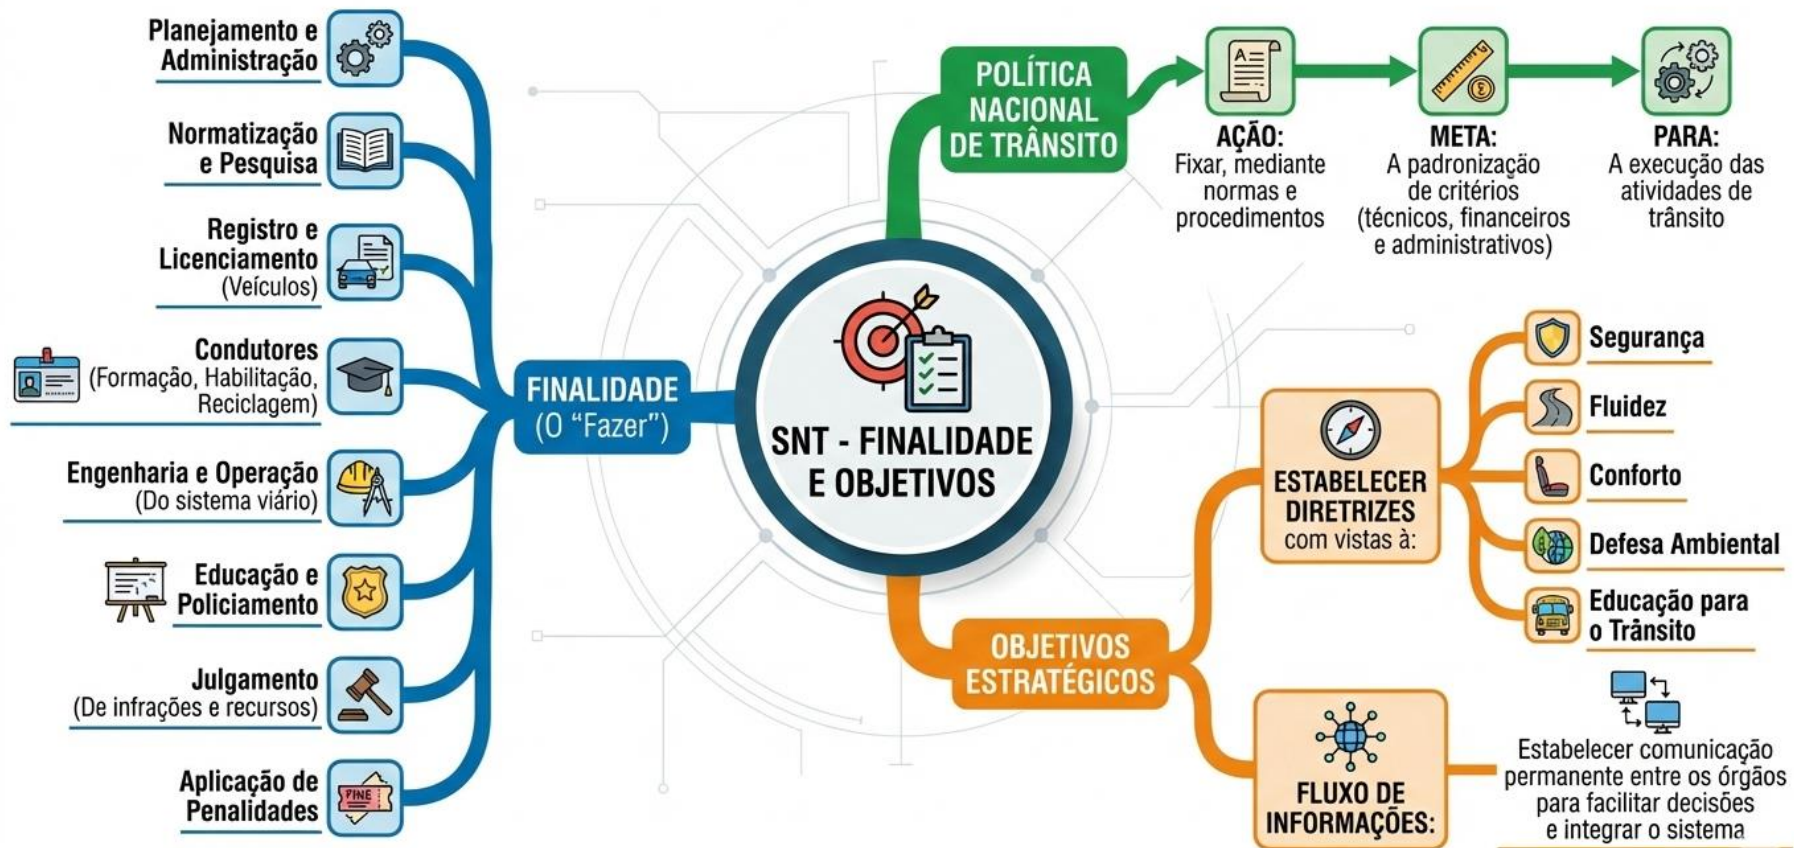 SNT - FINALIDADE
E OBJETIVOS
FINALIDADE
(O “Fazer”)
Planejamento e
Administração
Normatização
e Pesquisa
Registro e
Licenciamento
(Veículos)
Condutores
(Formação, Habilitação,
Reciclagem)
Engenharia e Operação
(Do sistema viário)
Educação e
Policiamento
Julgamento
(De infrações e recursos)
Aplicação de
Penalidades
FINE
POLÍTICA
NACIONAL
DE TRÂNSITO
A
AÇÃO:
Fixar, mediante
normas e
procedimentos
META:
A padronização
de critérios
(técnicos, financeiros
e administrativos)
PARA:
A execução das
atividades de
trânsito
OBJETIVOS
ESTRATÉGICOS
ESTABELECER
DIRETRIZES
com vistas à:
Segurança
Fluidez
Conforto
Defesa Ambiental
Educação para
o Trânsito
FLUXO DE
INFORMAÇÕES:
Estabelecer comunicação
permanente entre os órgãos
para facilitar decisões
e integrar o sistema